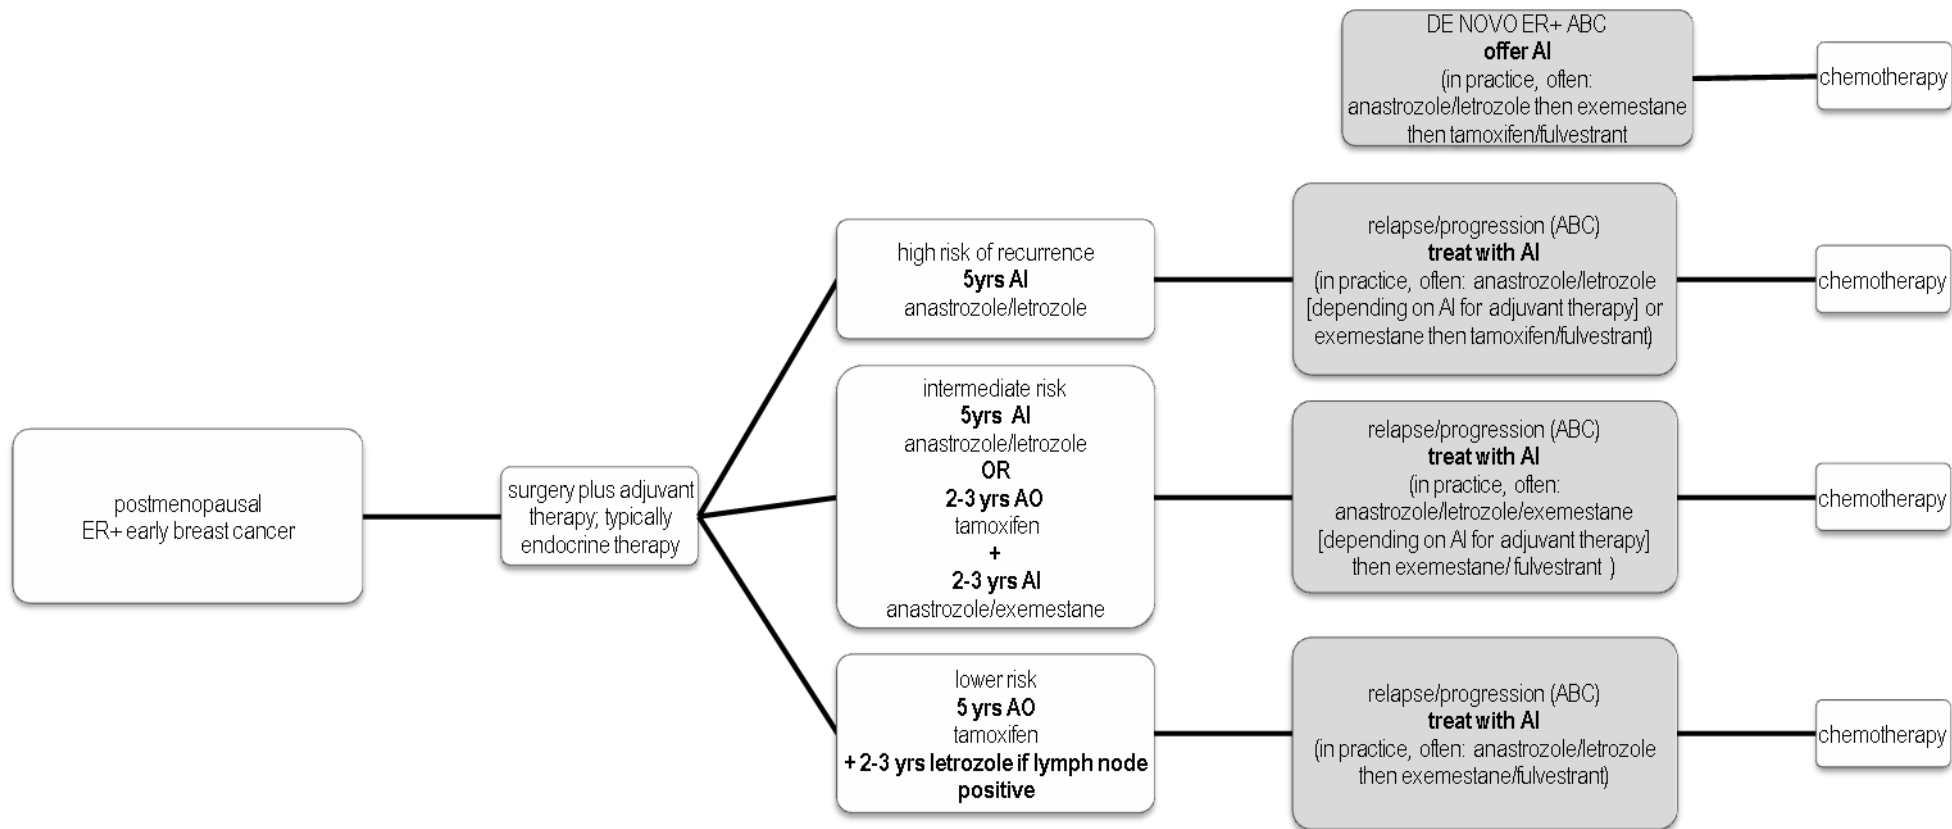 DE NOVO ER+ ABC
offer AI
(in practice, often:
anastrozole/letrozole then exemestane
then tamoxifen/fulvestrant
chemotherapy
postmenopausal
ER+ early breast cancer
surgery plus adjuvant
therapy; typically
endocrine therapy
high risk of recurrence
5yrs AI
anastrozole/letrozole
relapse/progression (ABC)
treat with AI
(in practice, often: anastrozole/letrozole
[depending on AI for adjuvant therapy] or
exemestane then tamoxifen/fulvestrant)
chemotherapy
intermediate risk
5yrs AI
anastrozole/letrozole
OR
2-3 yrs AO
tamoxifen
+
2-3 yrs AI
anastrozole/exemestane
relapse/progression (ABC)
treat with AI
(in practice, often:
anastrozole/letrozole/exemestane
[depending on AI for adjuvant therapy]
then exemestane/ fulvestrant )
chemotherapy
lower risk
5 yrs AO
tamoxifen
+ 2-3 yrs letrozole if lymph node
positive
relapse/progression (ABC)
treat with AI
(in practice, often: anastrozole/letrozole
then exemestane/fulvestrant)
chemotherapy